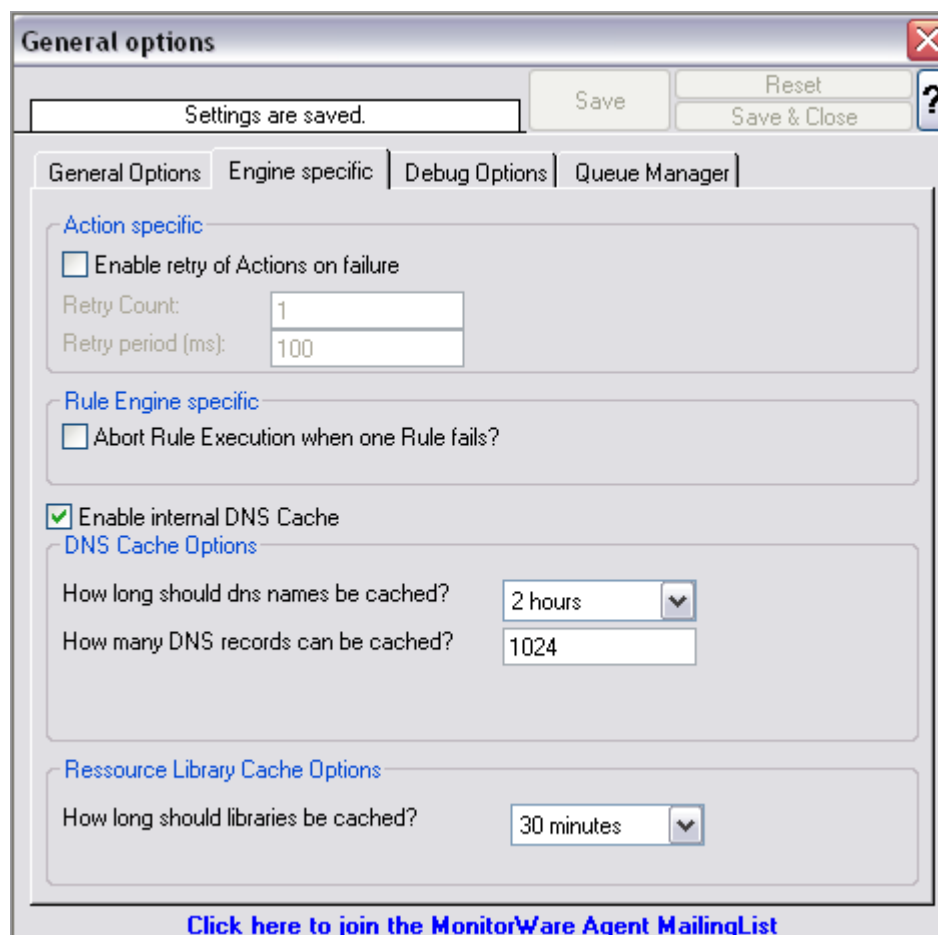 General options
Settings are saved.
Save
Reset
Save & Close
?
General Options
Engine specific
Debug Options
Queue Manager
Action specific
Enable retry of Actions on failure
Retry Count:
1
Retry period (ms):
100
Rule Engine specific
Abort Rule Execution when one Rule fails?
Enable internal DNS Cache
DNS Cache Options
How long should dns names be cached?
2 hours
How many DNS records can be cached?
1024
Ressource Library Cache Options
How long should libraries be cached?
30 minutes
Click here to join the MonitorWare Agent MailingList